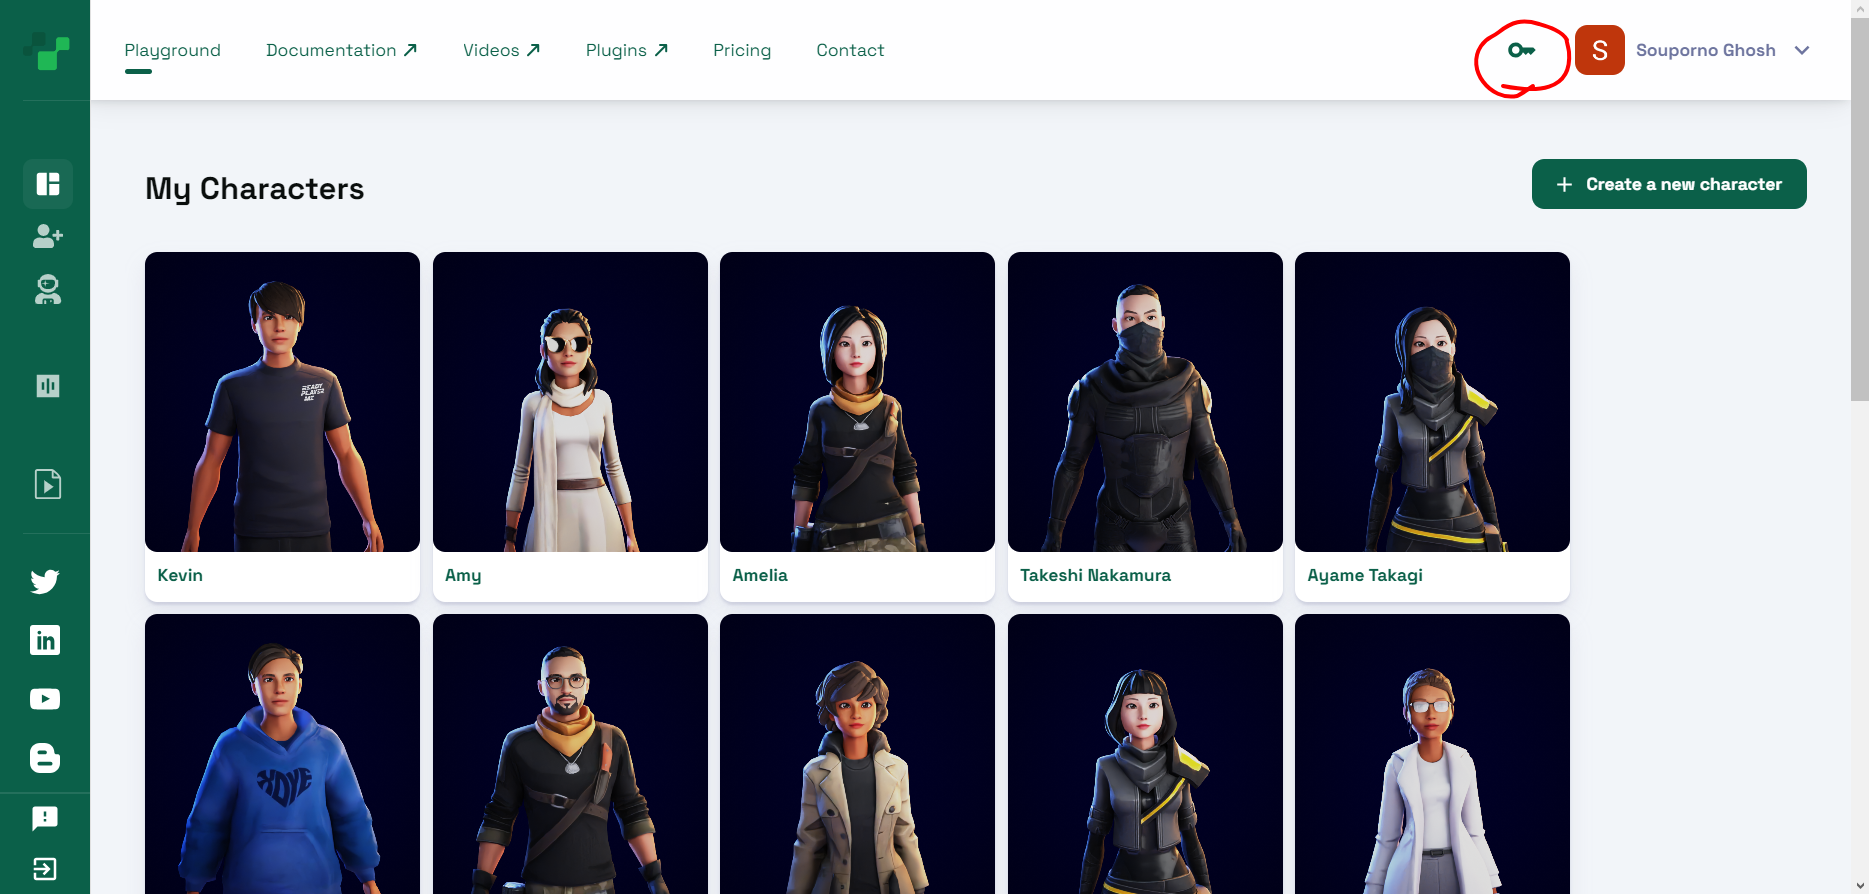 Playground Documentation Videos Plugins Pricing Contact S Souporno Ghosh
My Characters
+ Create a new character
READY
PLAYER
ME
Kevin Amy Amelia Takeshi Nakamura Ayame Takagi
in